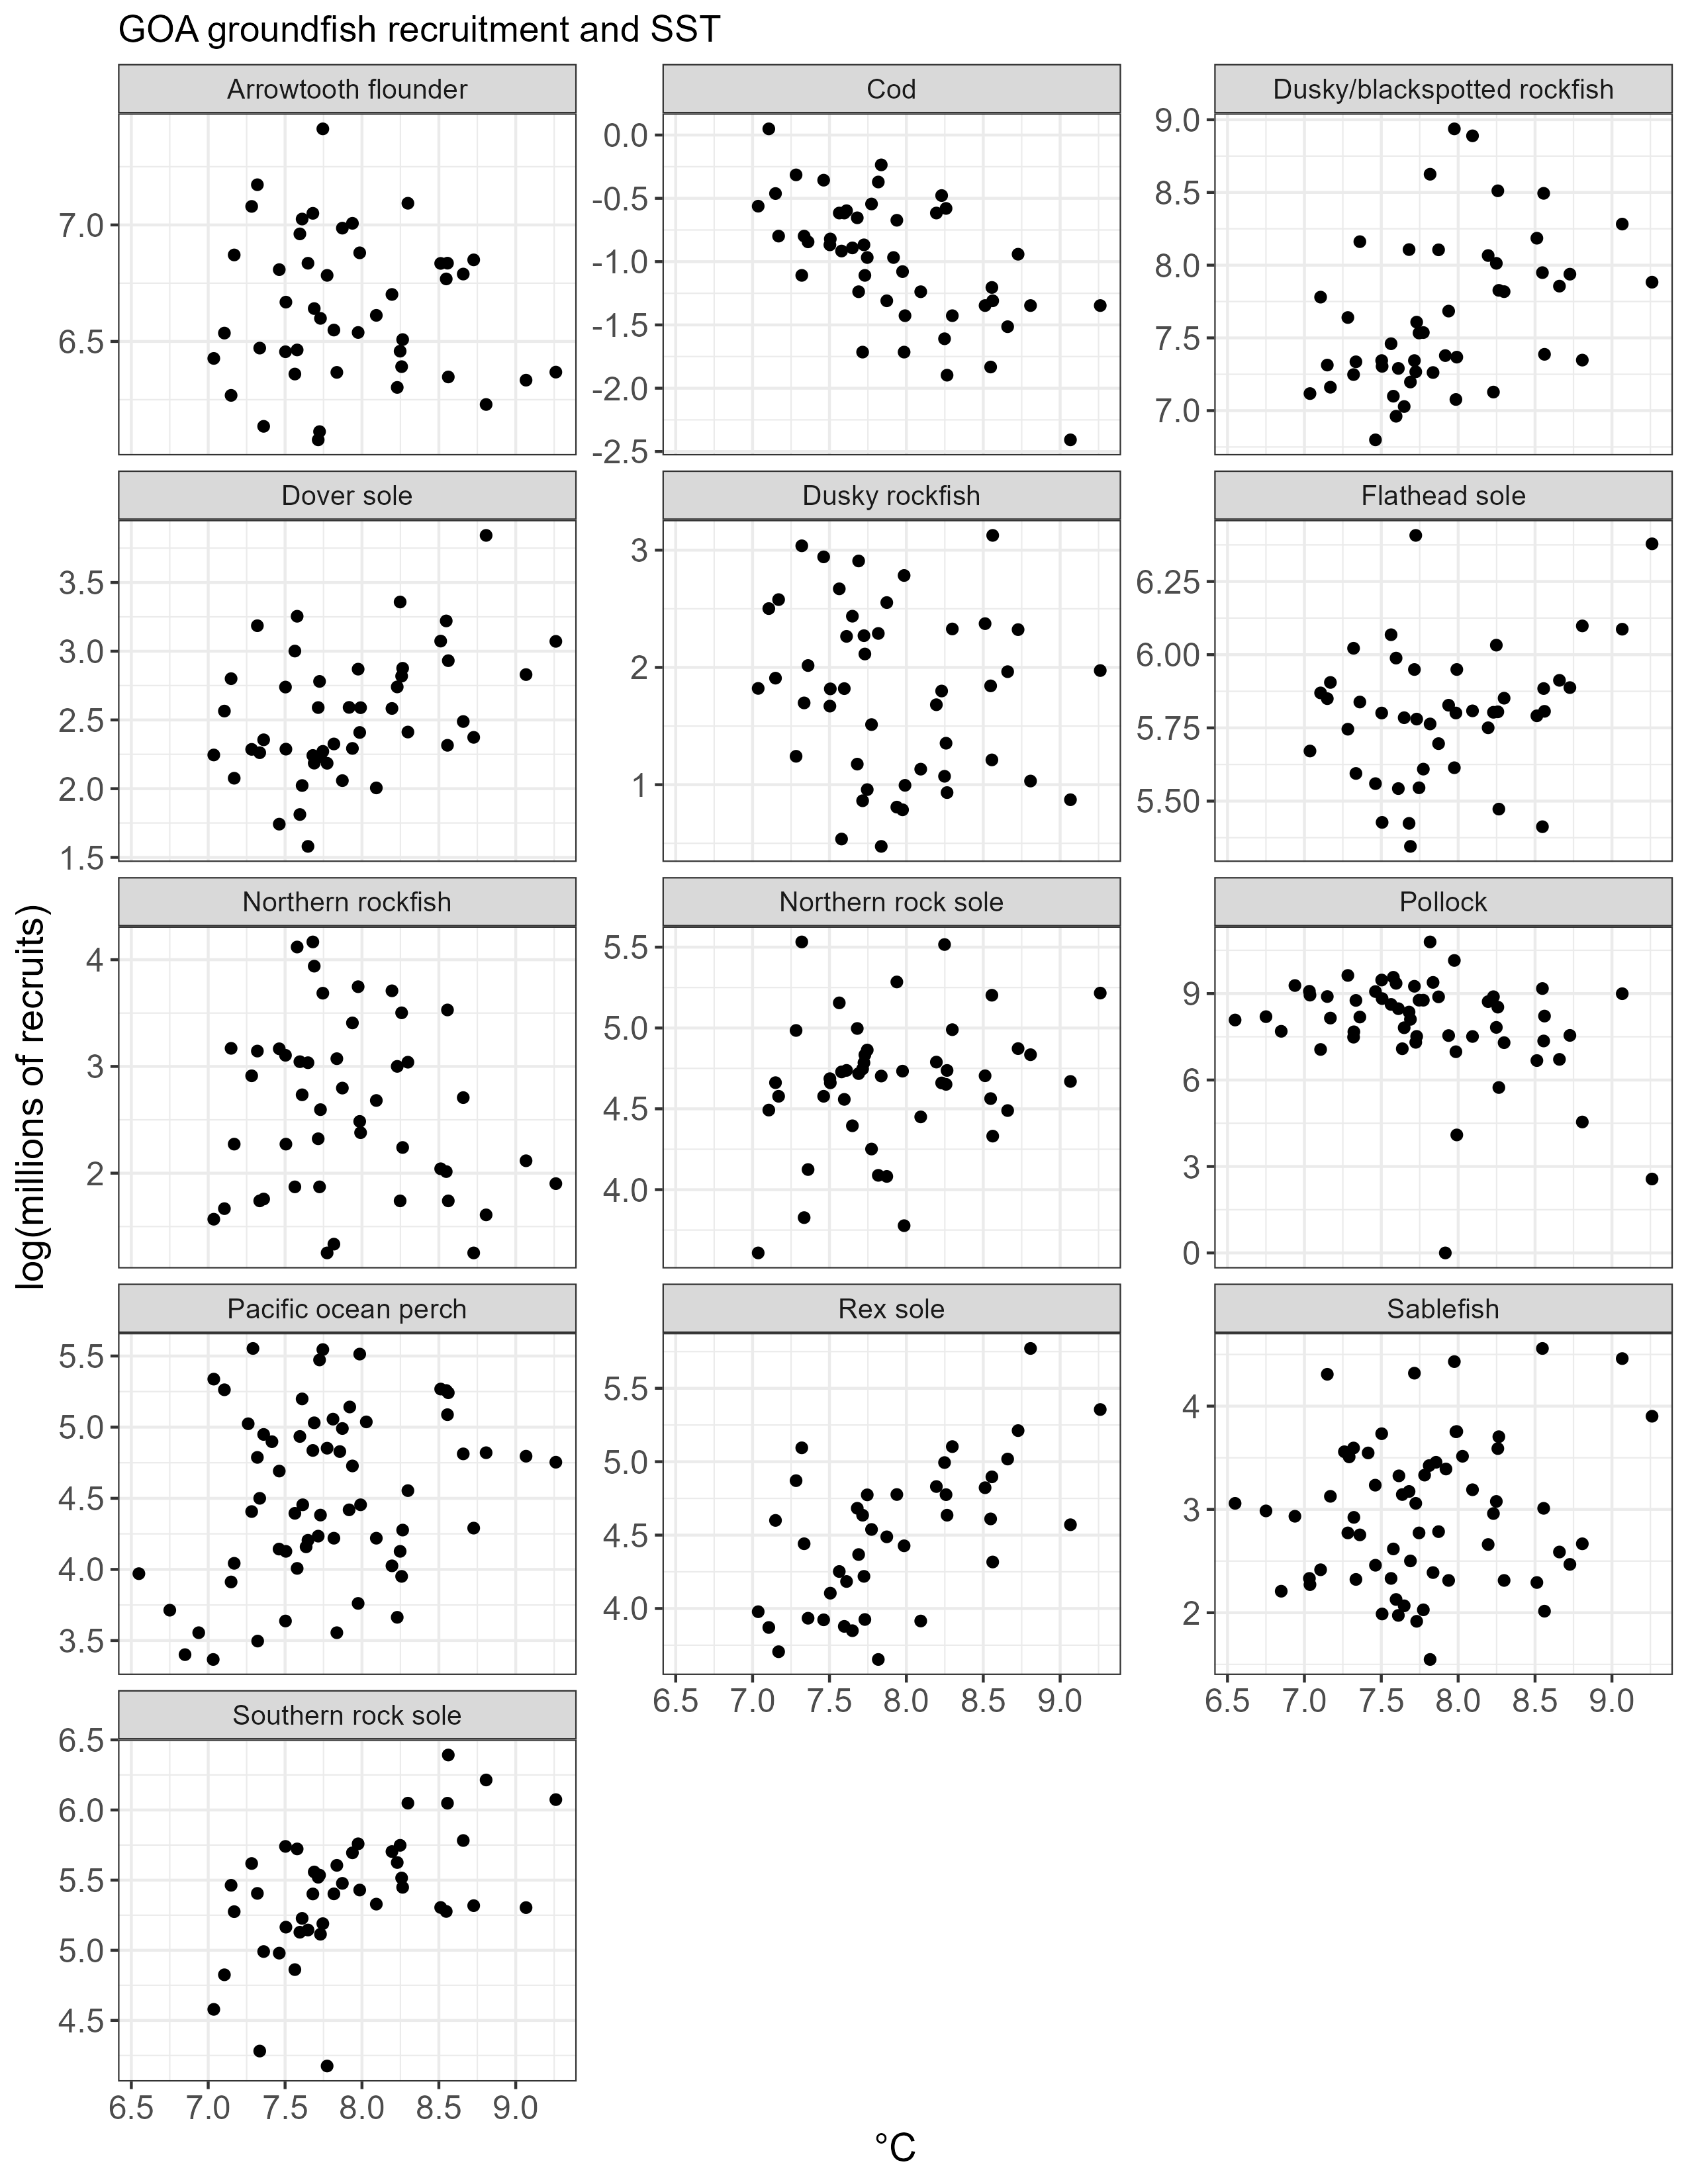 GOA groundfish recruitment and SST
Arrowtooth flounder
Cod
Dusky/blackspotted rockfish
7.0
6.5
0.0
-0.5
-1.0
-1.5
-2.0
-2.5
9.0
8.5
8.0
7.5
7.0
Dover sole
Dusky rockfish
Flathead sole
3.5
3.0
2.5
2.0
1.5
3
2
1
6.25
6.00
5.75
5.50
log(millions of recruits)
Northern rockfish
Northern rock sole
Pollock
4
3
2
5.5
5.0
4.5
4.0
9
6
3
0
Pacific ocean perch
Rex sole
Sablefish
5.5
5.0
4.5
4.0
3.5
5.5
5.0
4.5
4.0
4
3
2
6.5 7.0 7.5 8.0 8.5 9.0
6.5 7.0 7.5 8.0 8.5 9.0
Southern rock sole
6.5
6.0
5.5
5.0
4.5
6.5 7.0 7.5 8.0 8.5 9.0
°C